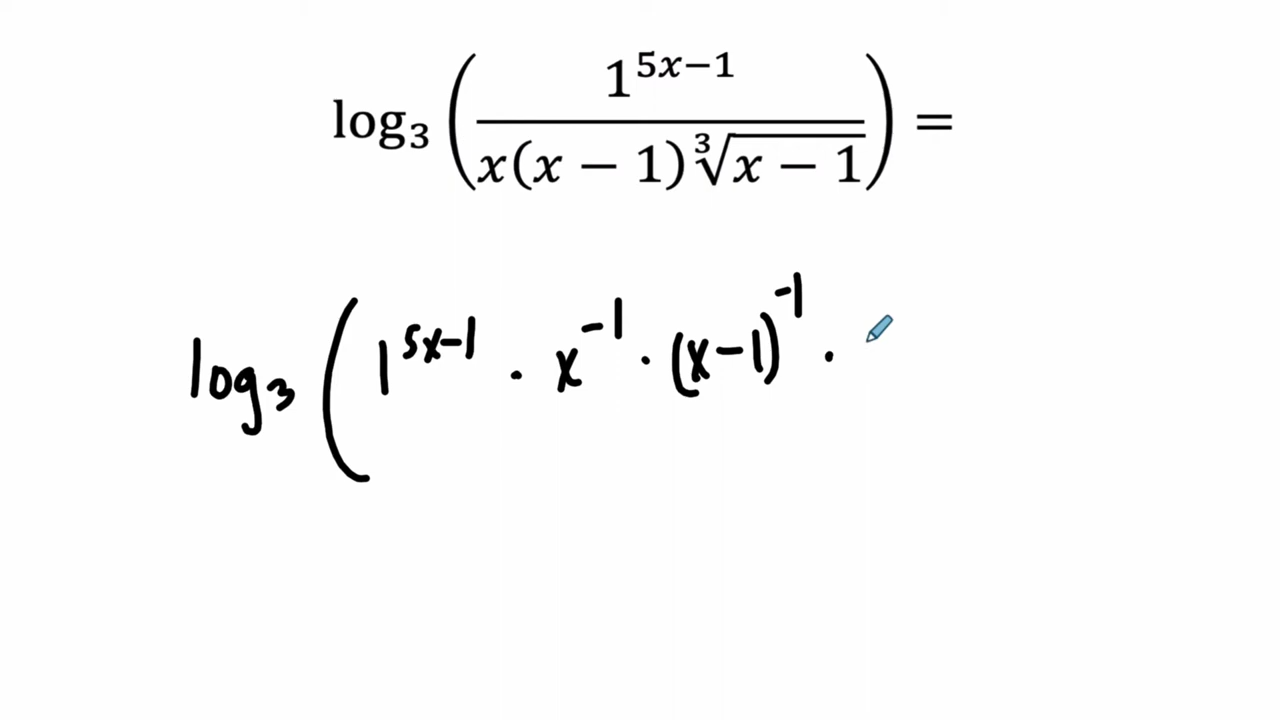 log₃ ( 1^(5x−1) / x(x − 1)∛(x − 1) ) =
log₃ ( 1^(5x−1) · x^(−1) · (x−1)^(−1) ·